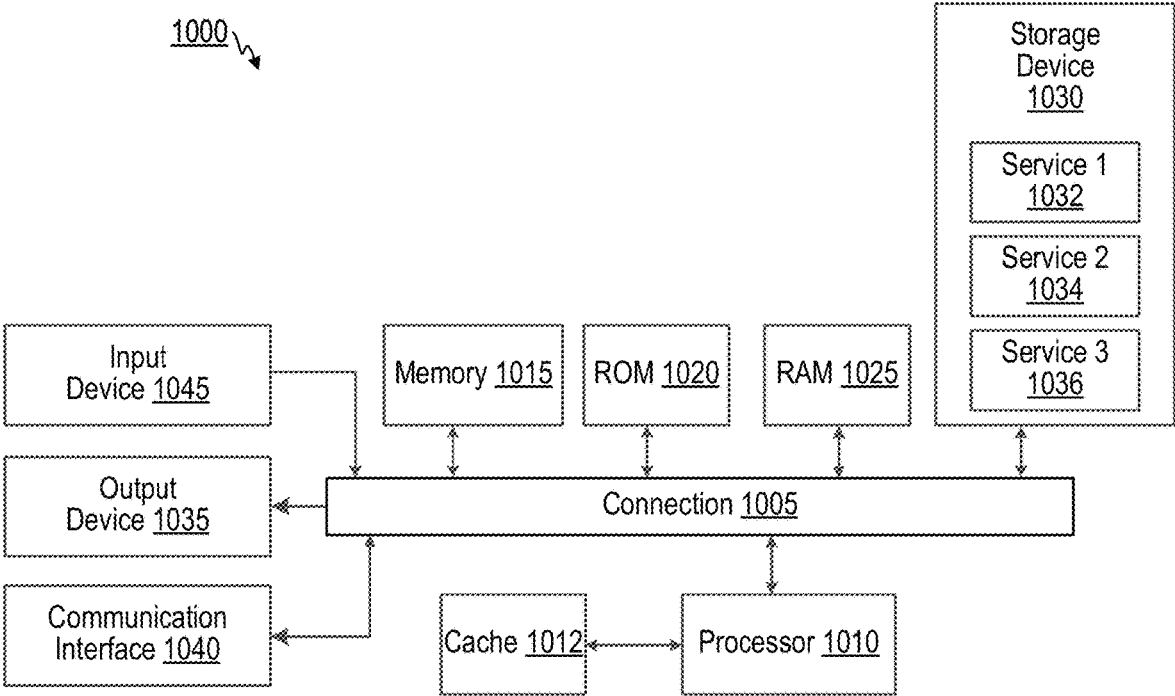 1000
Storage
Device
1030
Service 1
1032
Service 2
1034
Service 3
1036
Input
Device 1045
Memory 1015
ROM 1020
RAM 1025
Output
Device 1035
Connection 1005
Communication
Interface 1040
Cache 1012
Processor 1010